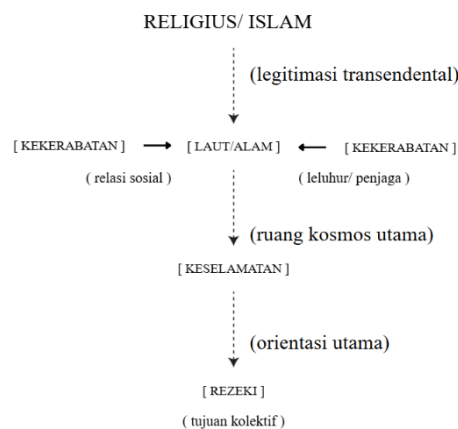 RELIGIUS/ ISLAM
(legitimasi transendental)
[ KEKERABATAN ] [ LAUT/ALAM ] [ KEKERABATAN ]
( relasi sosial ) ( leluhur/ penjaga )
(ruang kosmos utama)
[ KESELAMATAN ]
(orientasi utama)
[ REZEKI ]
( tujuan kolektif )